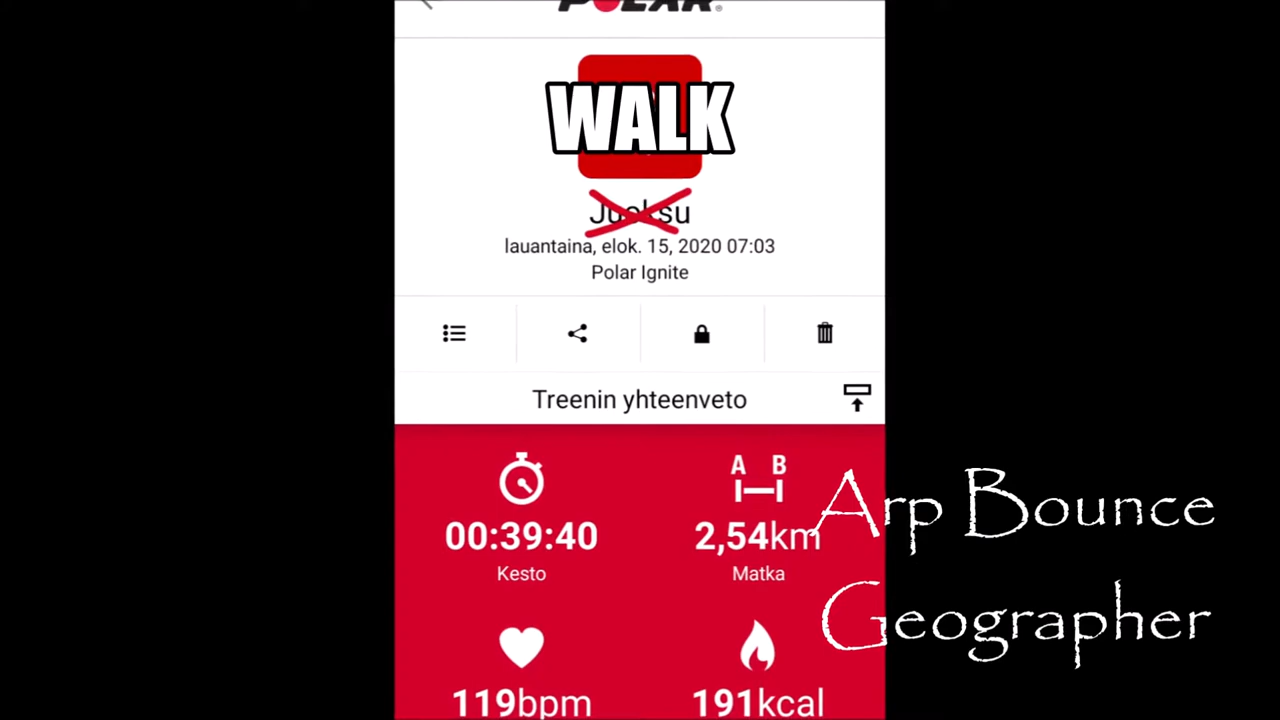 POLAR®
WALK
Juoksu
lauantaina, elok. 15, 2020 07:03
Polar Ignite
Treenin yhteenveto
A B
00:39:40
2,54km
Kesto
Matka
119bpm
191kcal
Arp Bounce
Geographer